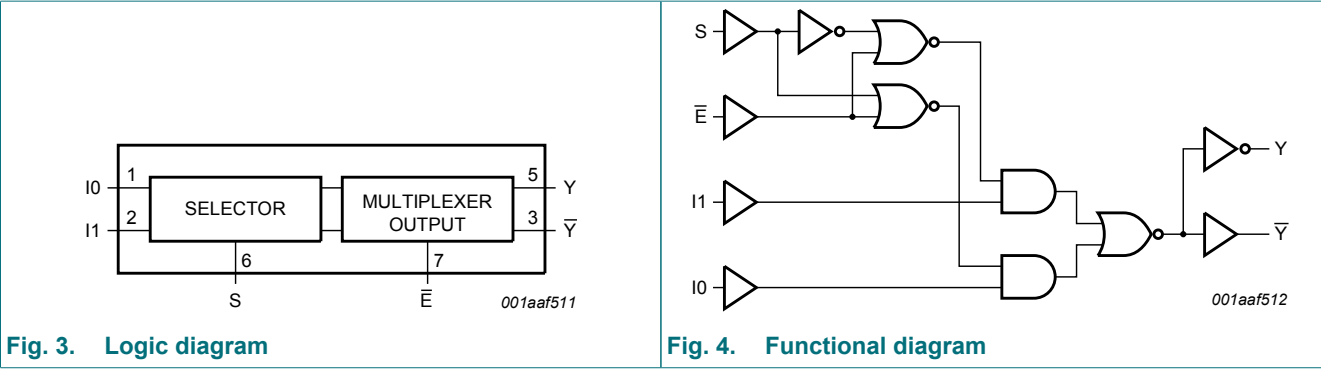 I0
1
I1
2
SELECTOR
MULTIPLEXER
OUTPUT
5
Y
3
Y̅
6
7
S
E̅
001aaf511
Fig. 3. Logic diagram
S
E̅
I1
I0
Y
Y̅
001aaf512
Fig. 4. Functional diagram